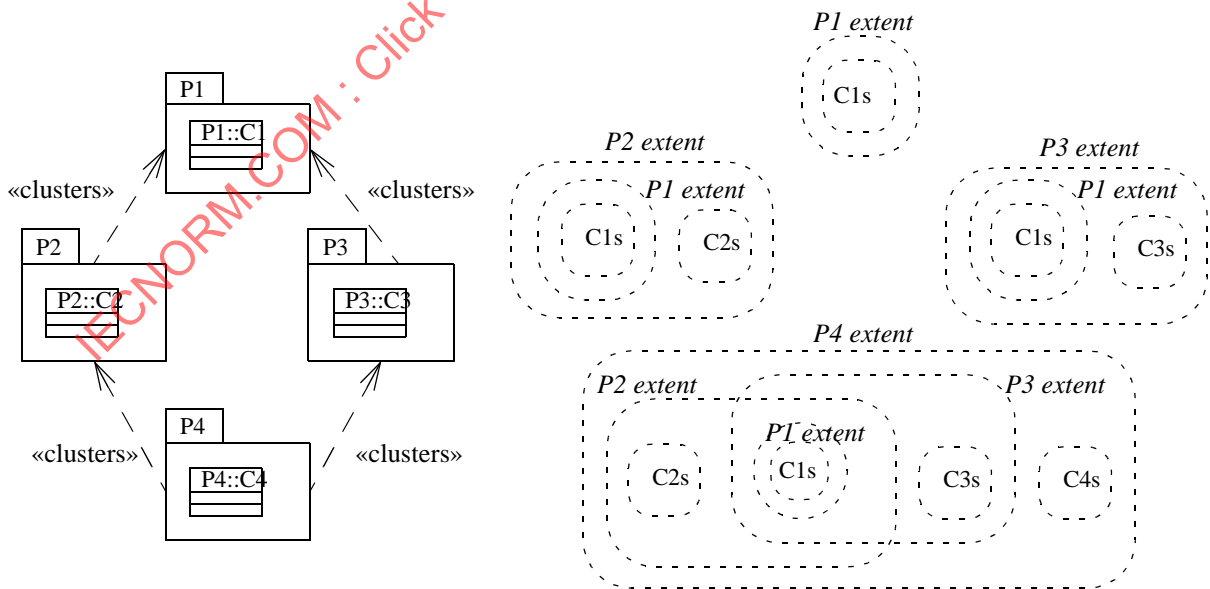 P1
P1::C1
«clusters»
«clusters»
P2
P2::C2
P3
P3::C3
P4
P4::C4
«clusters»
«clusters»
P1 extent
C1s
P2 extent
P1 extent
C1s
C2s
P3 extent
P1 extent
C1s
C3s
P4 extent
P2 extent
P3 extent
P1 extent
C2s
C1s
C3s
C4s
IECNORM.COM : Click